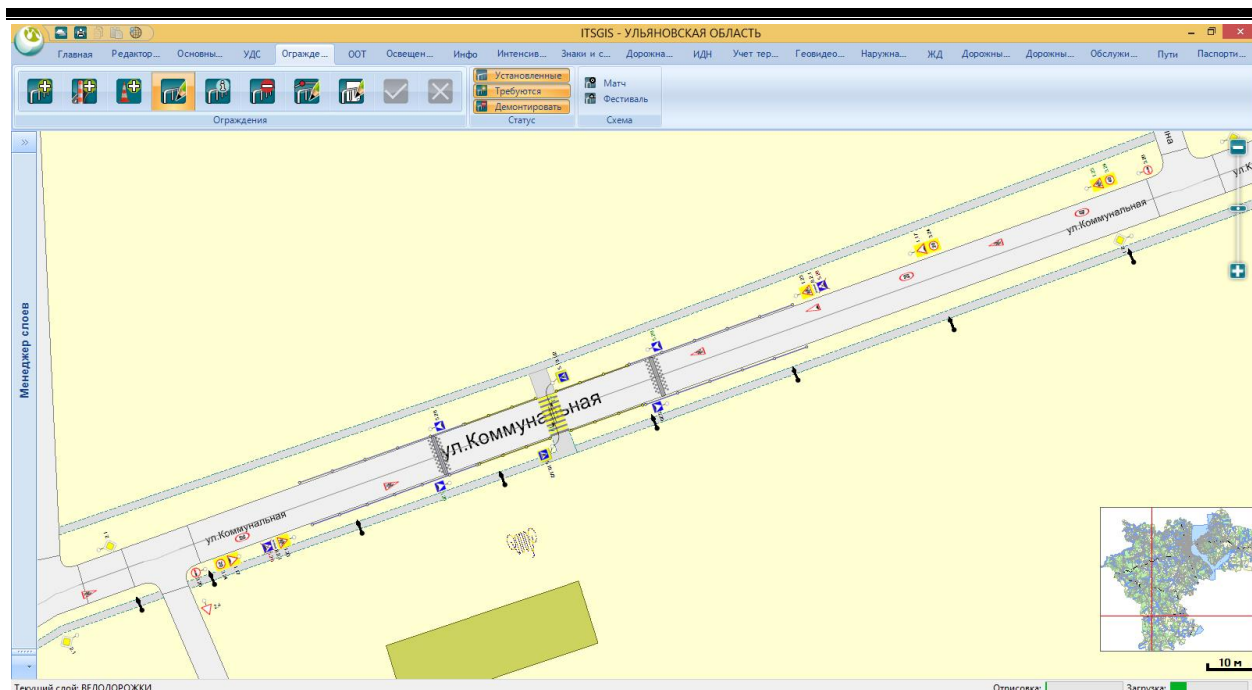 ITSGIS - УЛЬЯНОВСКАЯ ОБЛАСТЬ
Главная Редактор... Основны... УДС Огражде... ООТ Освещен... Инфо Интенсив... Знаки и с... Дорожна... ИДН Учет тер... Геовидео... Наружна... ЖД Дорожны... Дорожны... Обслужи... Пути Паспорти...
Установленные
Требуются
Демонтировать
Матч
Фестиваль
Ограждения Статус Схема
Менеджер слоев
ул.Коммунальная
ул.Коммунальная
ул.Коммунальная
10 м
Текущий слой: ВЕЛОДОРОЖКИ Отрисовка: Загрузка: